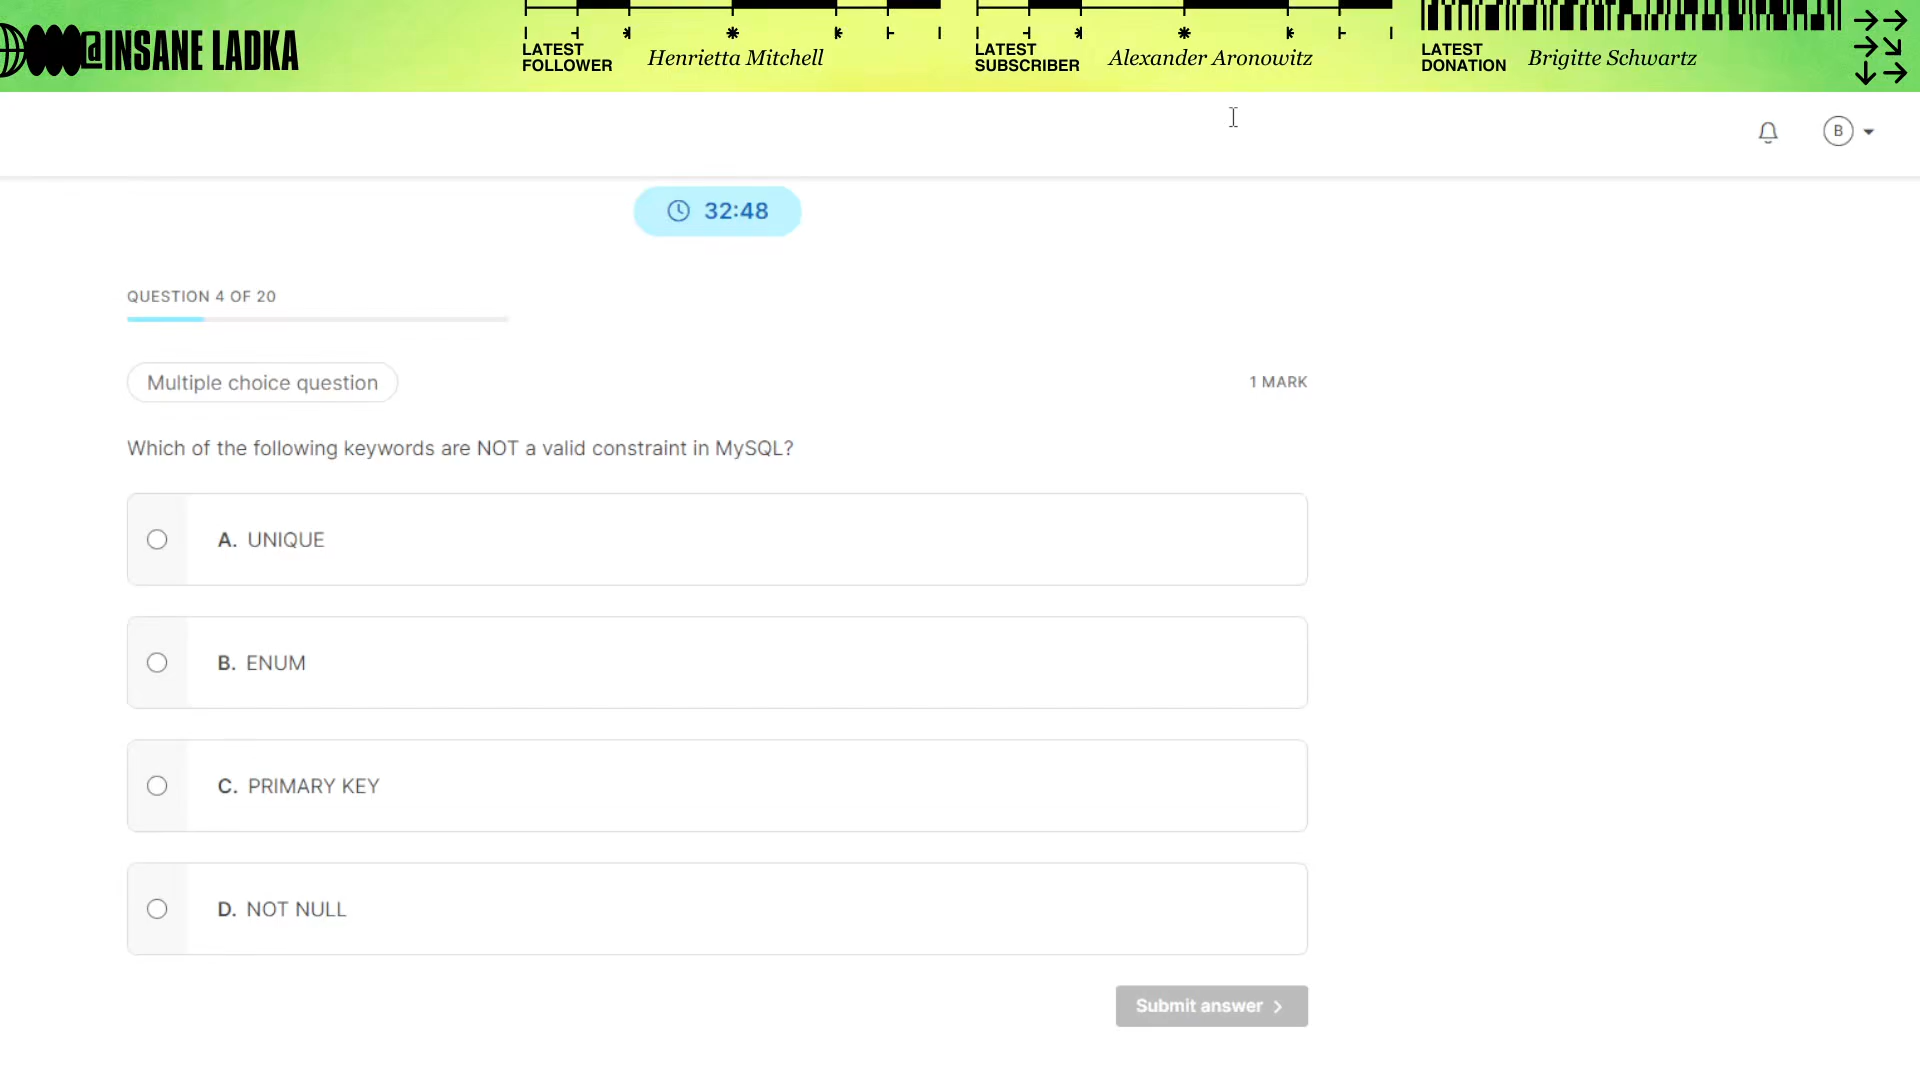 @INSANE LADKA
LATEST FOLLOWER Henrietta Mitchell
LATEST SUBSCRIBER Alexander Aronowitz
LATEST DONATION Brigitte Schwartz
B
32:48
QUESTION 4 OF 20
Multiple choice question
1 MARK
Which of the following keywords are NOT a valid constraint in MySQL?
A. UNIQUE
B. ENUM
C. PRIMARY KEY
D. NOT NULL
Submit answer